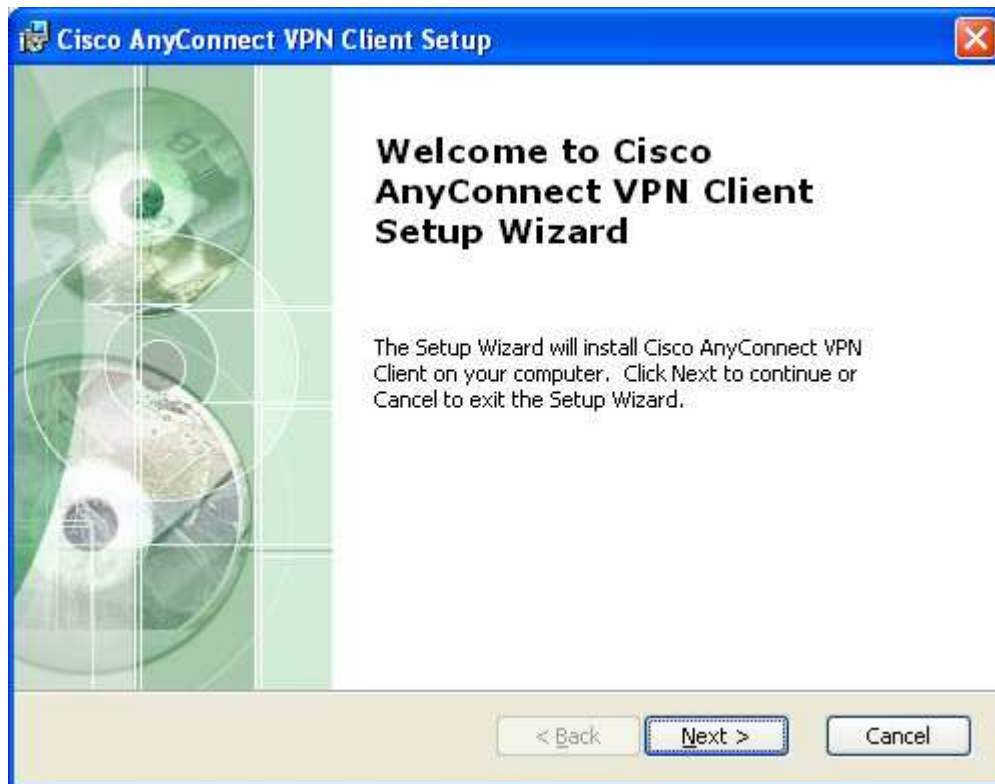 Cisco AnyConnect VPN Client Setup
Welcome to Cisco
AnyConnect VPN Client
Setup Wizard
The Setup Wizard will install Cisco AnyConnect VPN
Client on your computer.  Click Next to continue or
Cancel to exit the Setup Wizard.
< Back
Next >
Cancel